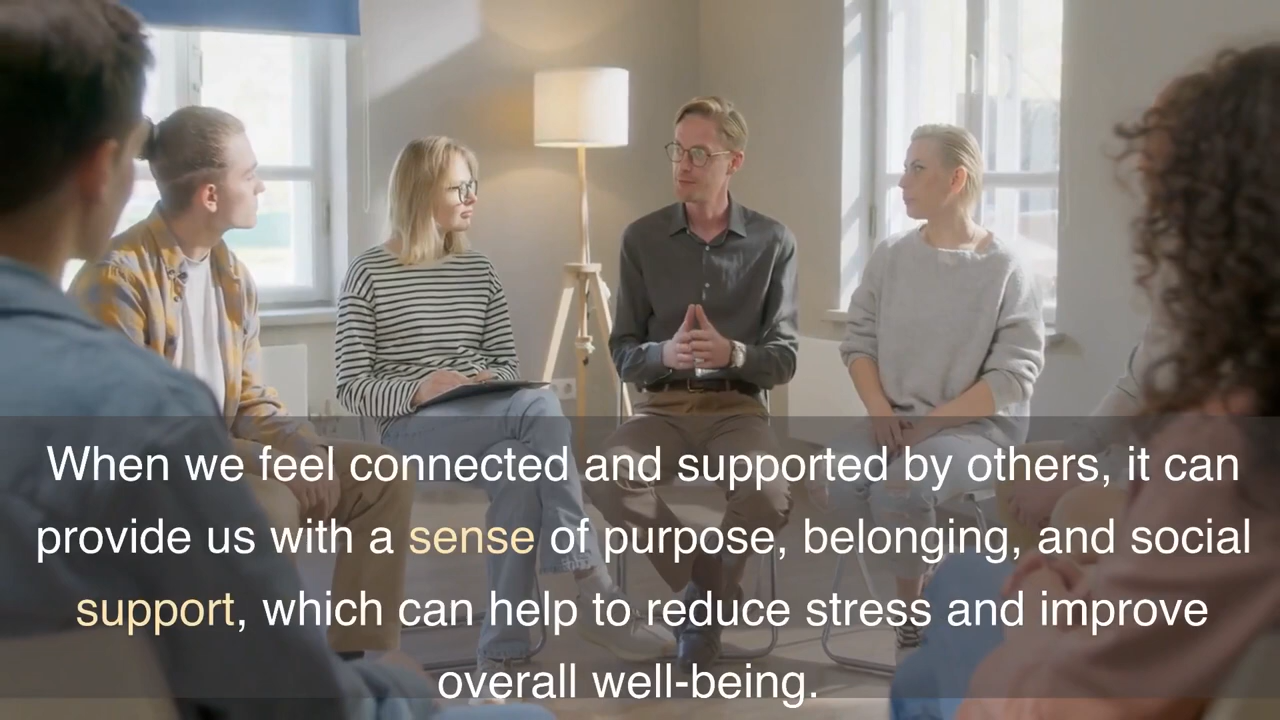 When we feel connected and supported by others, it can
provide us with a sense of purpose, belonging, and social
support, which can help to reduce stress and improve
overall well-being.